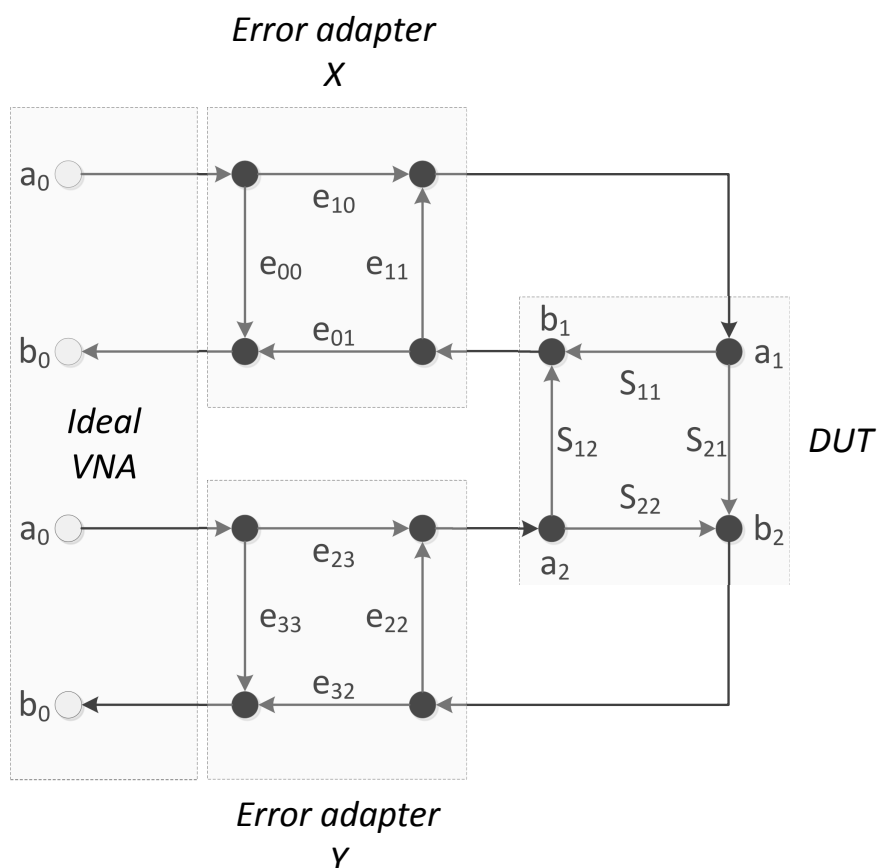 Error adapter
X
a₀
e₁₀
e₀₀
e₁₁
b₀
e₀₁
b₁
a₁
S₁₁
Ideal
VNA
S₁₂
S₂₁
DUT
S₂₂
a₀
e₂₃
a₂
b₂
e₃₃
e₂₂
b₀
e₃₂
Error adapter
Y